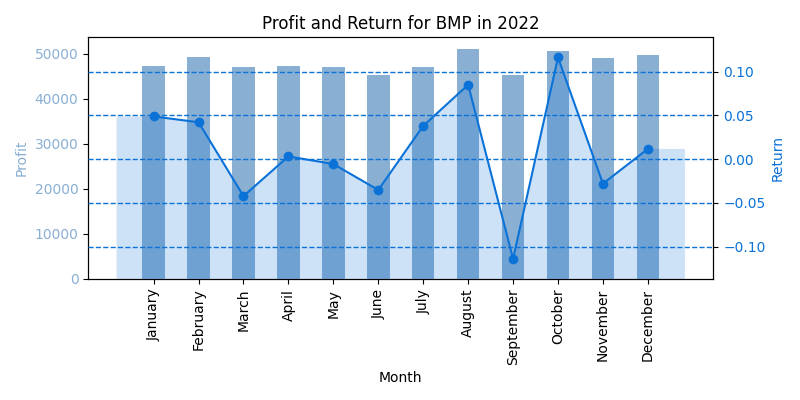 Profit and Return for BMP in 2022
Profit
50000
40000
30000
20000
10000
0
Return
0.10
0.05
0.00
−0.05
−0.10
January
February
March
April
May
June
July
August
September
October
November
December
Month